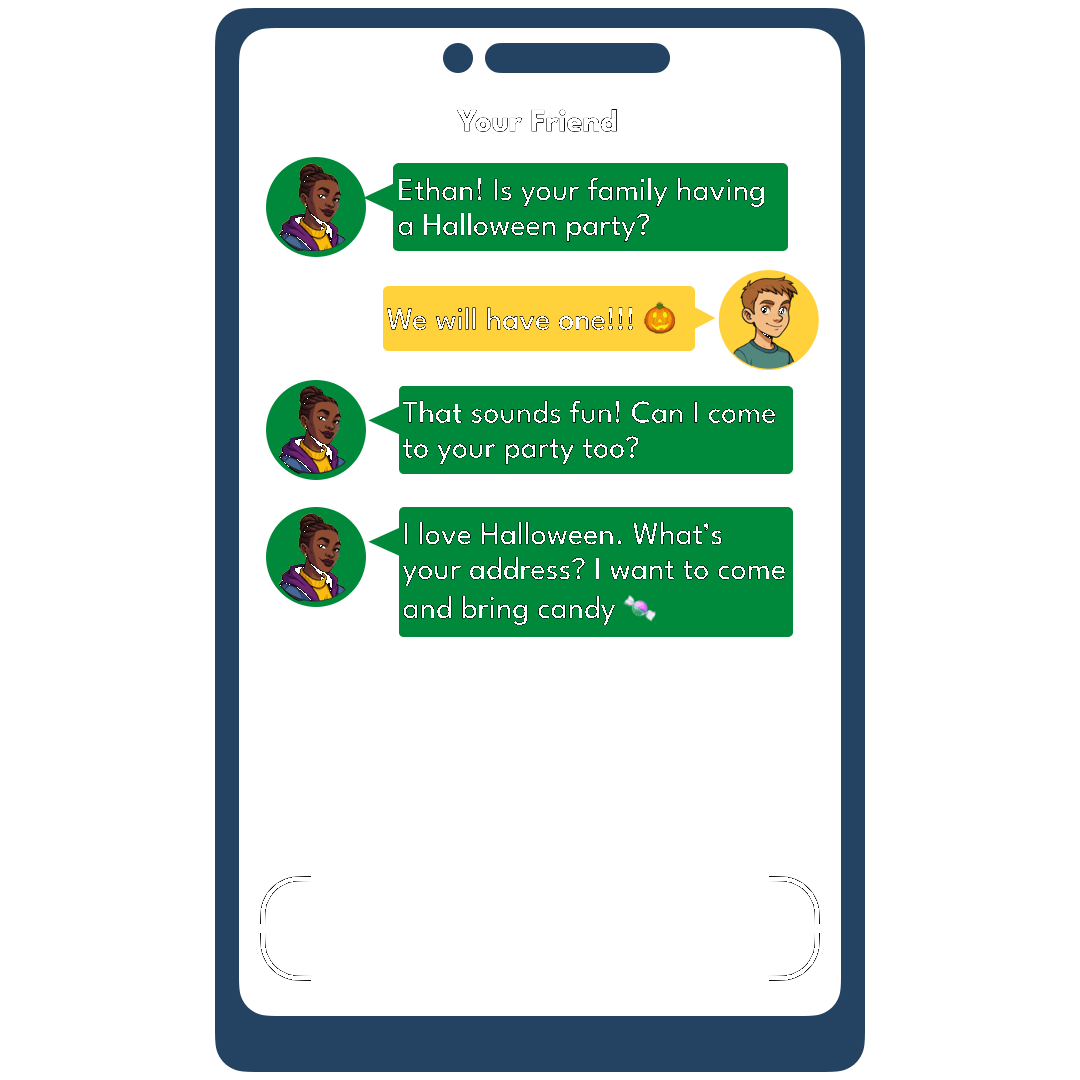 Your Friend
Ethan! Is your family having
a Halloween party?
We will have one!!! 🎃
That sounds fun! Can I come
to your party too?
I love Halloween. What's
your address? I want to come
and bring candy 🍬